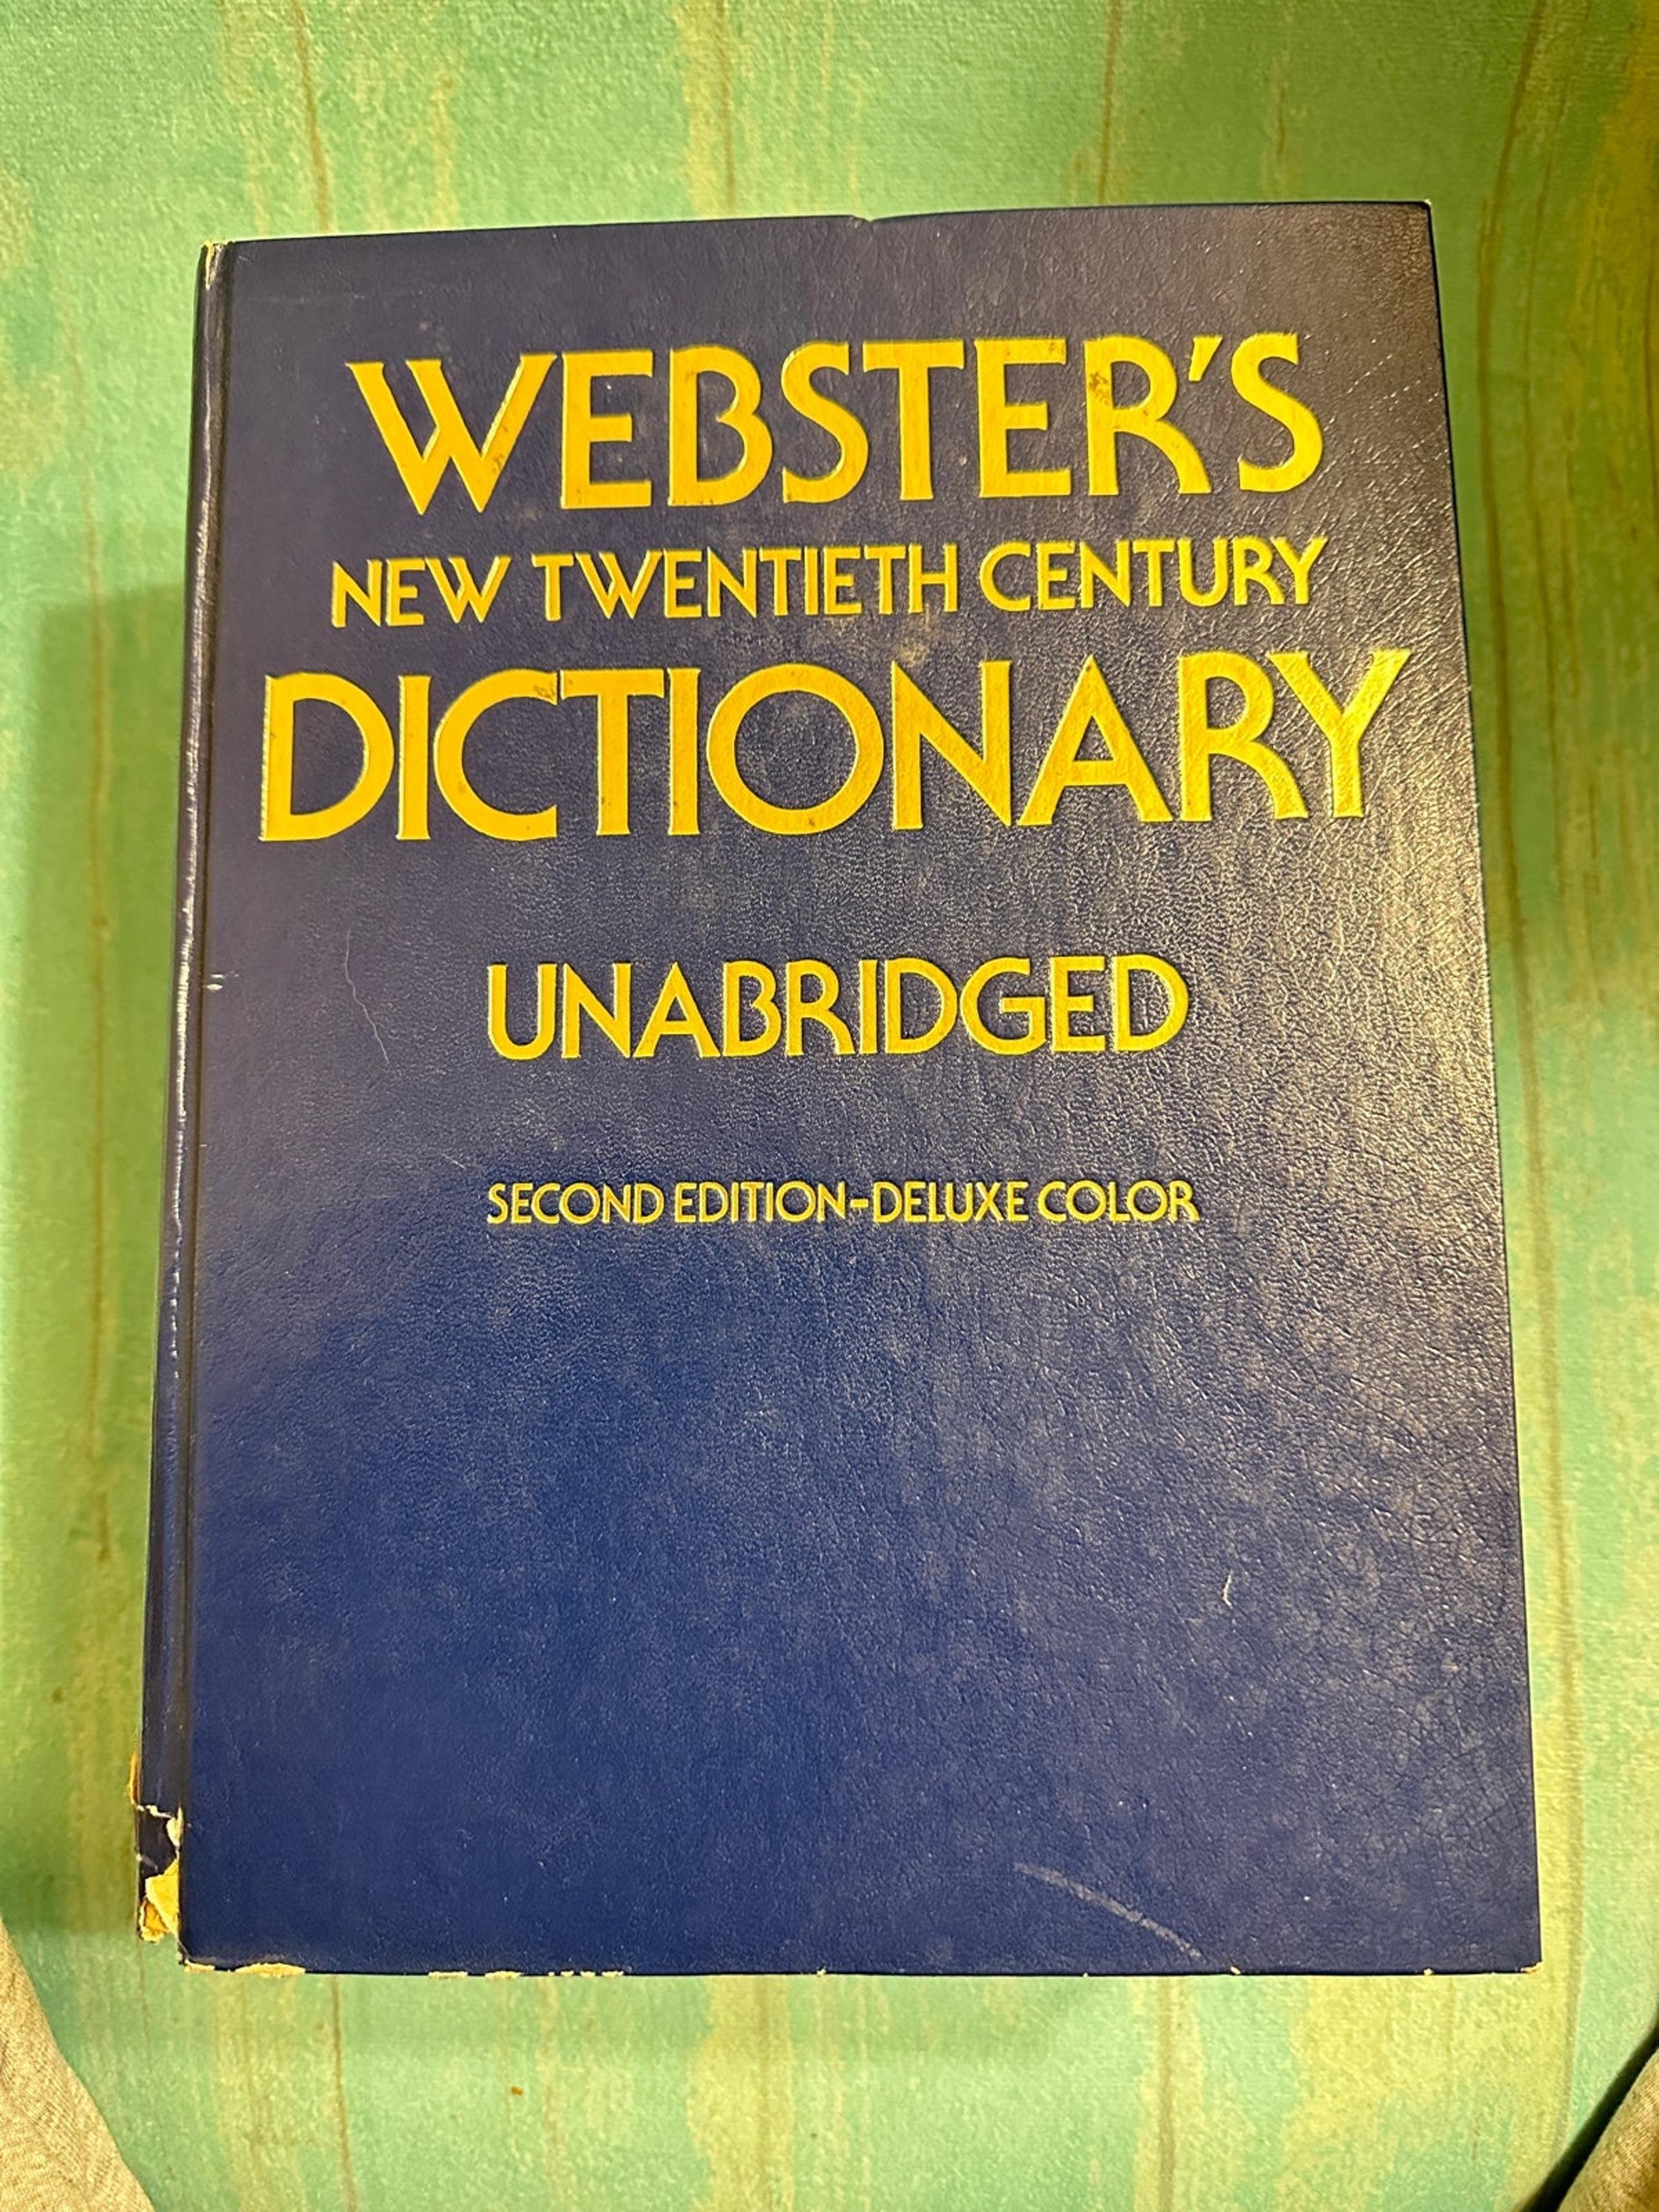 WEBSTER'S
NEW TWENTIETH CENTURY
DICTIONARY
UNABRIDGED
SECOND EDITION-DELUXE COLOR